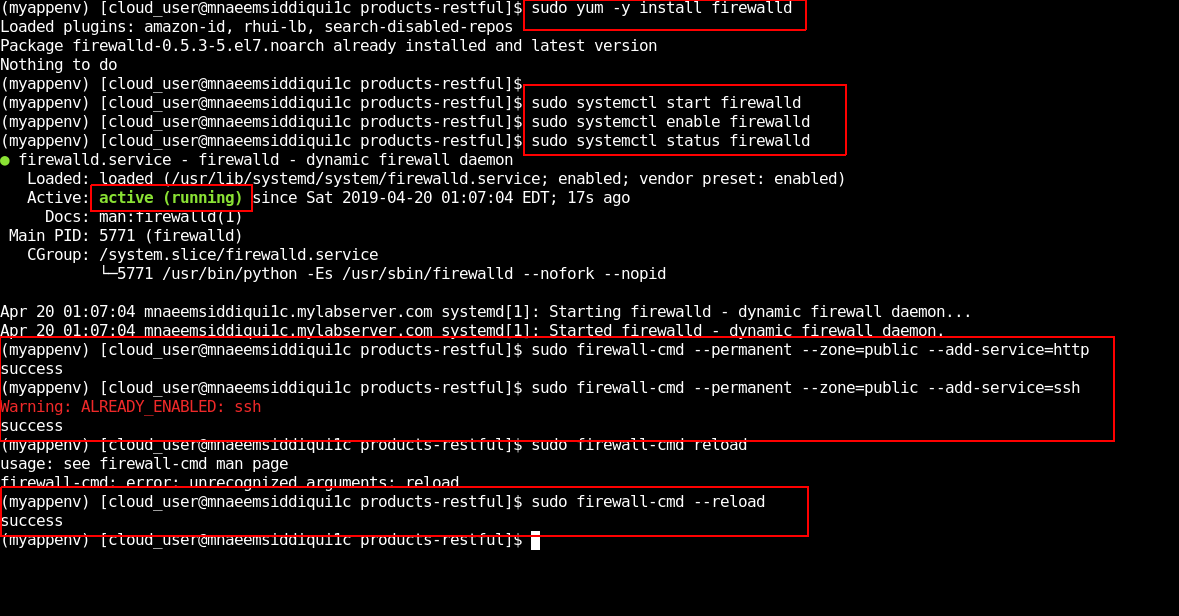 (myappenv) [cloud_user@mnaeemsiddiqui1c products-restful]$ sudo yum -y install firewalld
Loaded plugins: amazon-id, rhui-lb, search-disabled-repos
Package firewalld-0.5.3-5.el7.noarch already installed and latest version
Nothing to do
(myappenv) [cloud_user@mnaeemsiddiqui1c products-restful]$
(myappenv) [cloud_user@mnaeemsiddiqui1c products-restful]$ sudo systemctl start firewalld
(myappenv) [cloud_user@mnaeemsiddiqui1c products-restful]$ sudo systemctl enable firewalld
(myappenv) [cloud_user@mnaeemsiddiqui1c products-restful]$ sudo systemctl status firewalld
● firewalld.service - firewalld - dynamic firewall daemon
   Loaded: loaded (/usr/lib/systemd/system/firewalld.service; enabled; vendor preset: enabled)
   Active: active (running) since Sat 2019-04-20 01:07:04 EDT; 17s ago
     Docs: man:firewalld(1)
 Main PID: 5771 (firewalld)
   CGroup: /system.slice/firewalld.service
           └─5771 /usr/bin/python -Es /usr/sbin/firewalld --nofork --nopid
Apr 20 01:07:04 mnaeemsiddiqui1c.mylabserver.com systemd[1]: Starting firewalld - dynamic firewall daemon...
Apr 20 01:07:04 mnaeemsiddiqui1c.mylabserver.com systemd[1]: Started firewalld - dynamic firewall daemon.
(myappenv) [cloud_user@mnaeemsiddiqui1c products-restful]$ sudo firewall-cmd --permanent --zone=public --add-service=http
success
(myappenv) [cloud_user@mnaeemsiddiqui1c products-restful]$ sudo firewall-cmd --permanent --zone=public --add-service=ssh
Warning: ALREADY_ENABLED: ssh
success
(myappenv) [cloud_user@mnaeemsiddiqui1c products-restful]$ sudo firewall-cmd reload
usage: see firewall-cmd man page
firewall-cmd: error: unrecognized arguments: reload
(myappenv) [cloud_user@mnaeemsiddiqui1c products-restful]$ sudo firewall-cmd --reload
success
(myappenv) [cloud_user@mnaeemsiddiqui1c products-restful]$